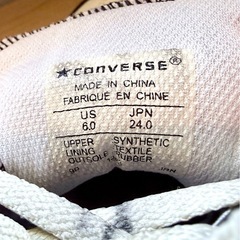 ★CONVERSE®
MADE IN CHINA
FABRIQUE EN CHINE
US JPN
6.0 24.0
UPPER SYNTHETIC
LINING TEXTILE
OUTSOLE RUBBER